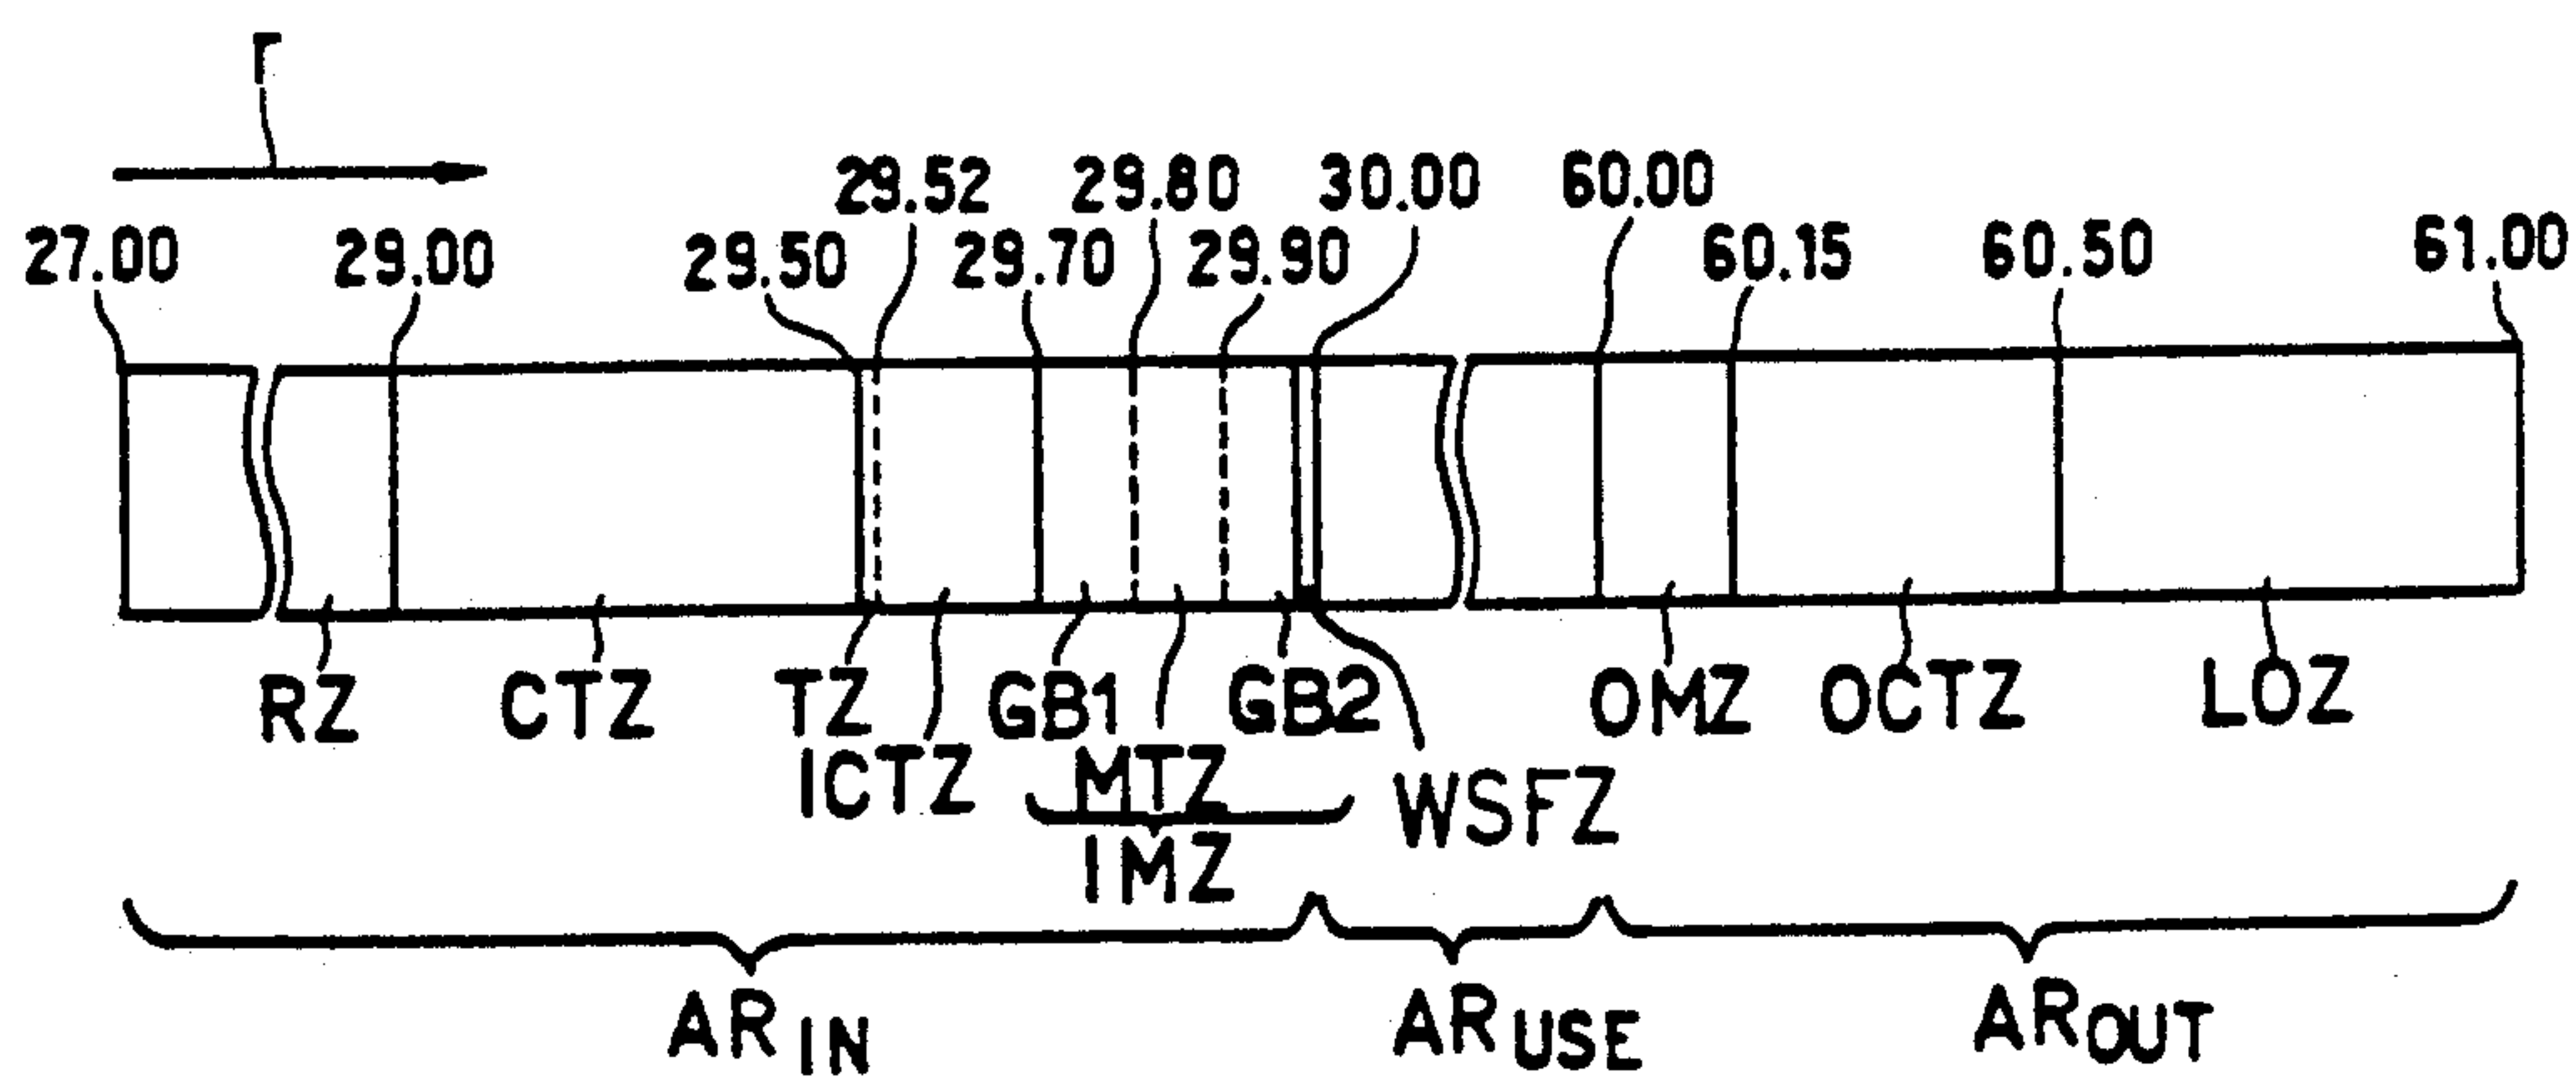 r
29.52 29.80 30.00 60.00
27.00 29.00 29.50 29.70 29.90 60.15 60.50 61.00
RZ CTZ TZ GB1 GB2 OMZ OCTZ LOZ
ICTZ MTZ WSFZ
IMZ
AR IN AR USE AR OUT